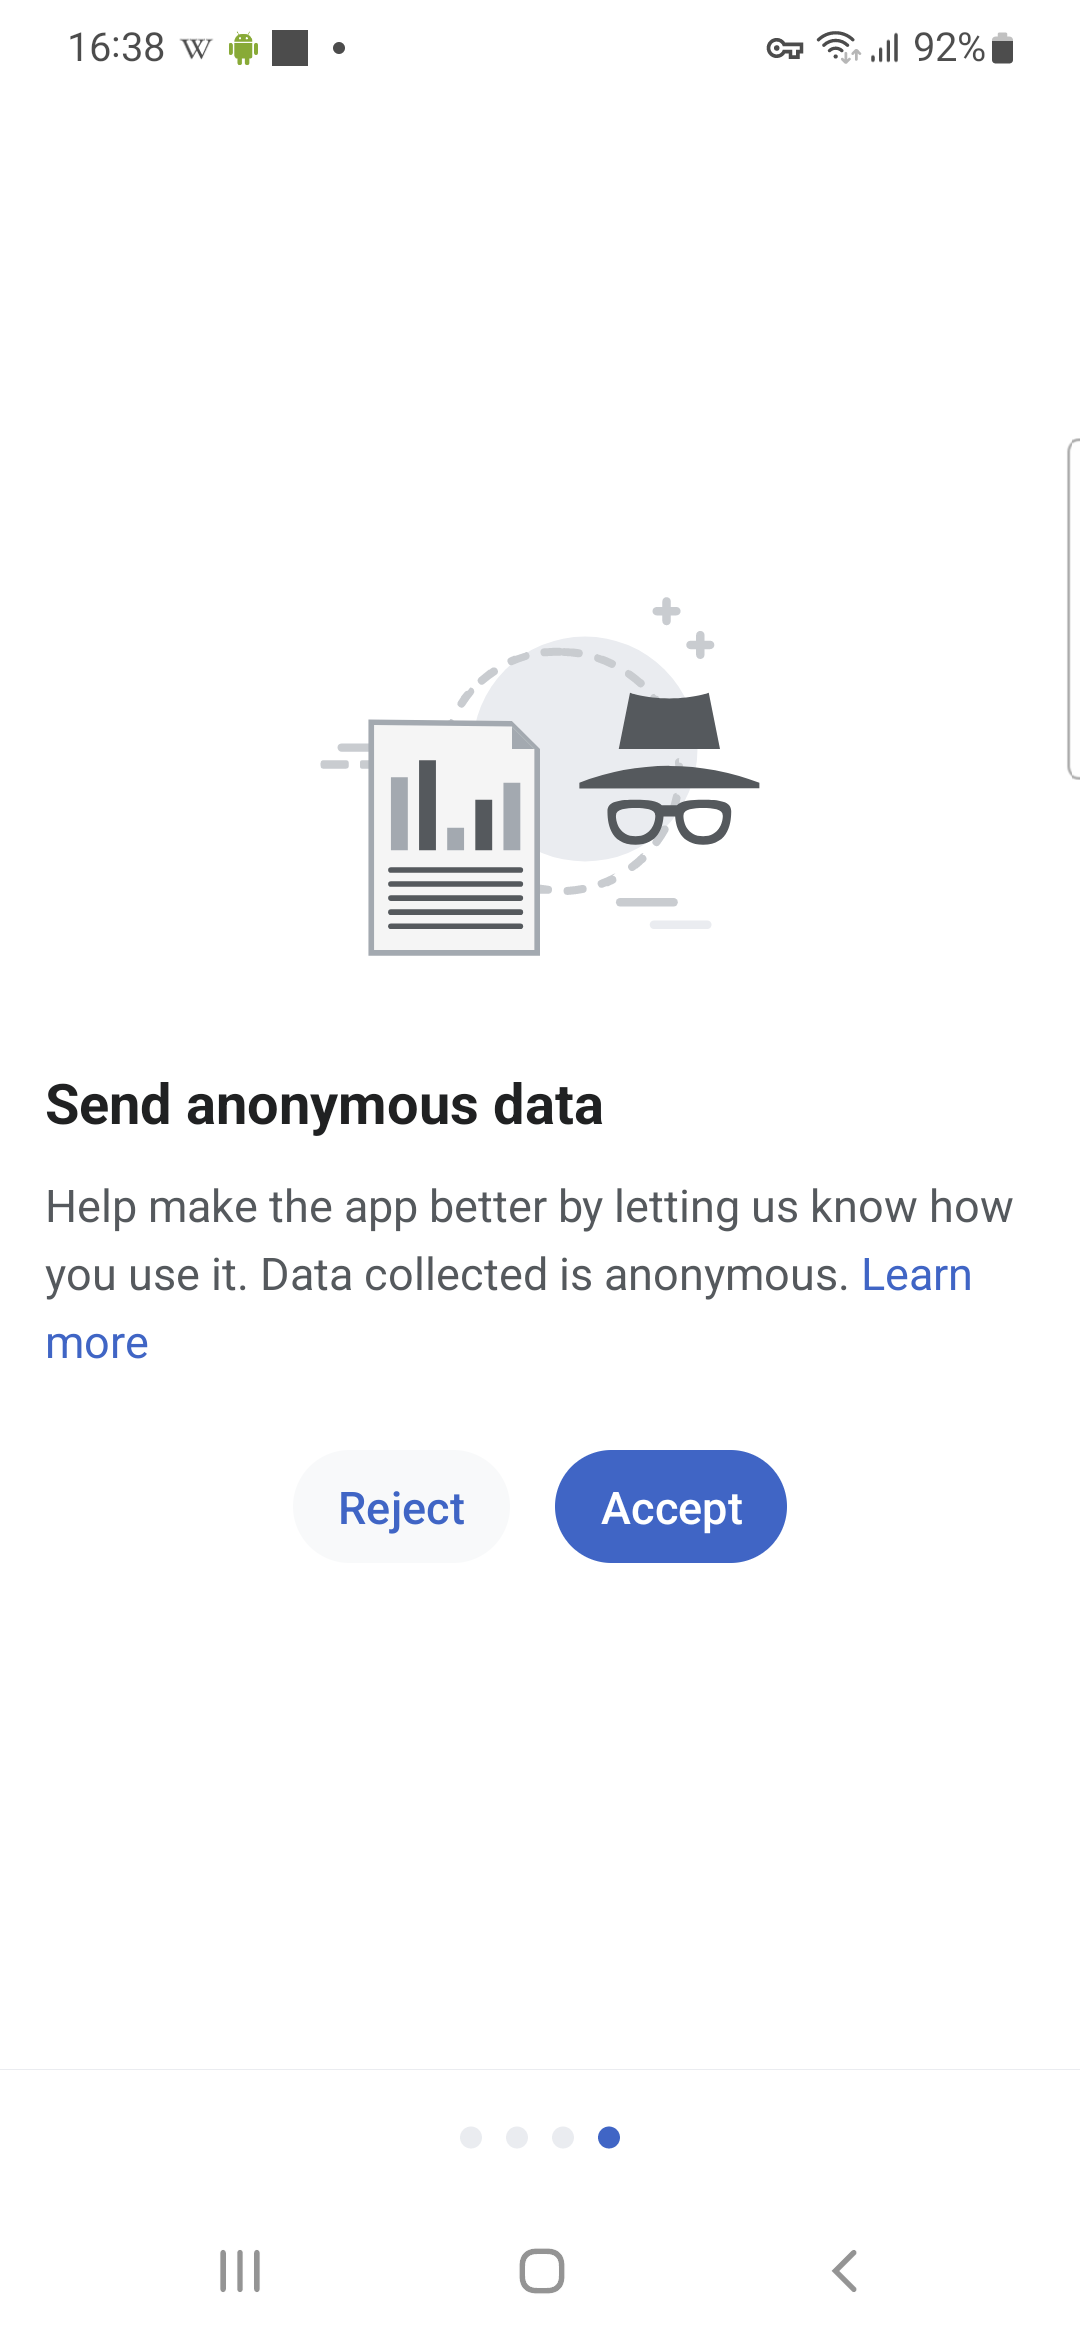 16:38 W 92%
Send anonymous data
Help make the app better by letting us know how
you use it. Data collected is anonymous. Learn
more
Reject Accept